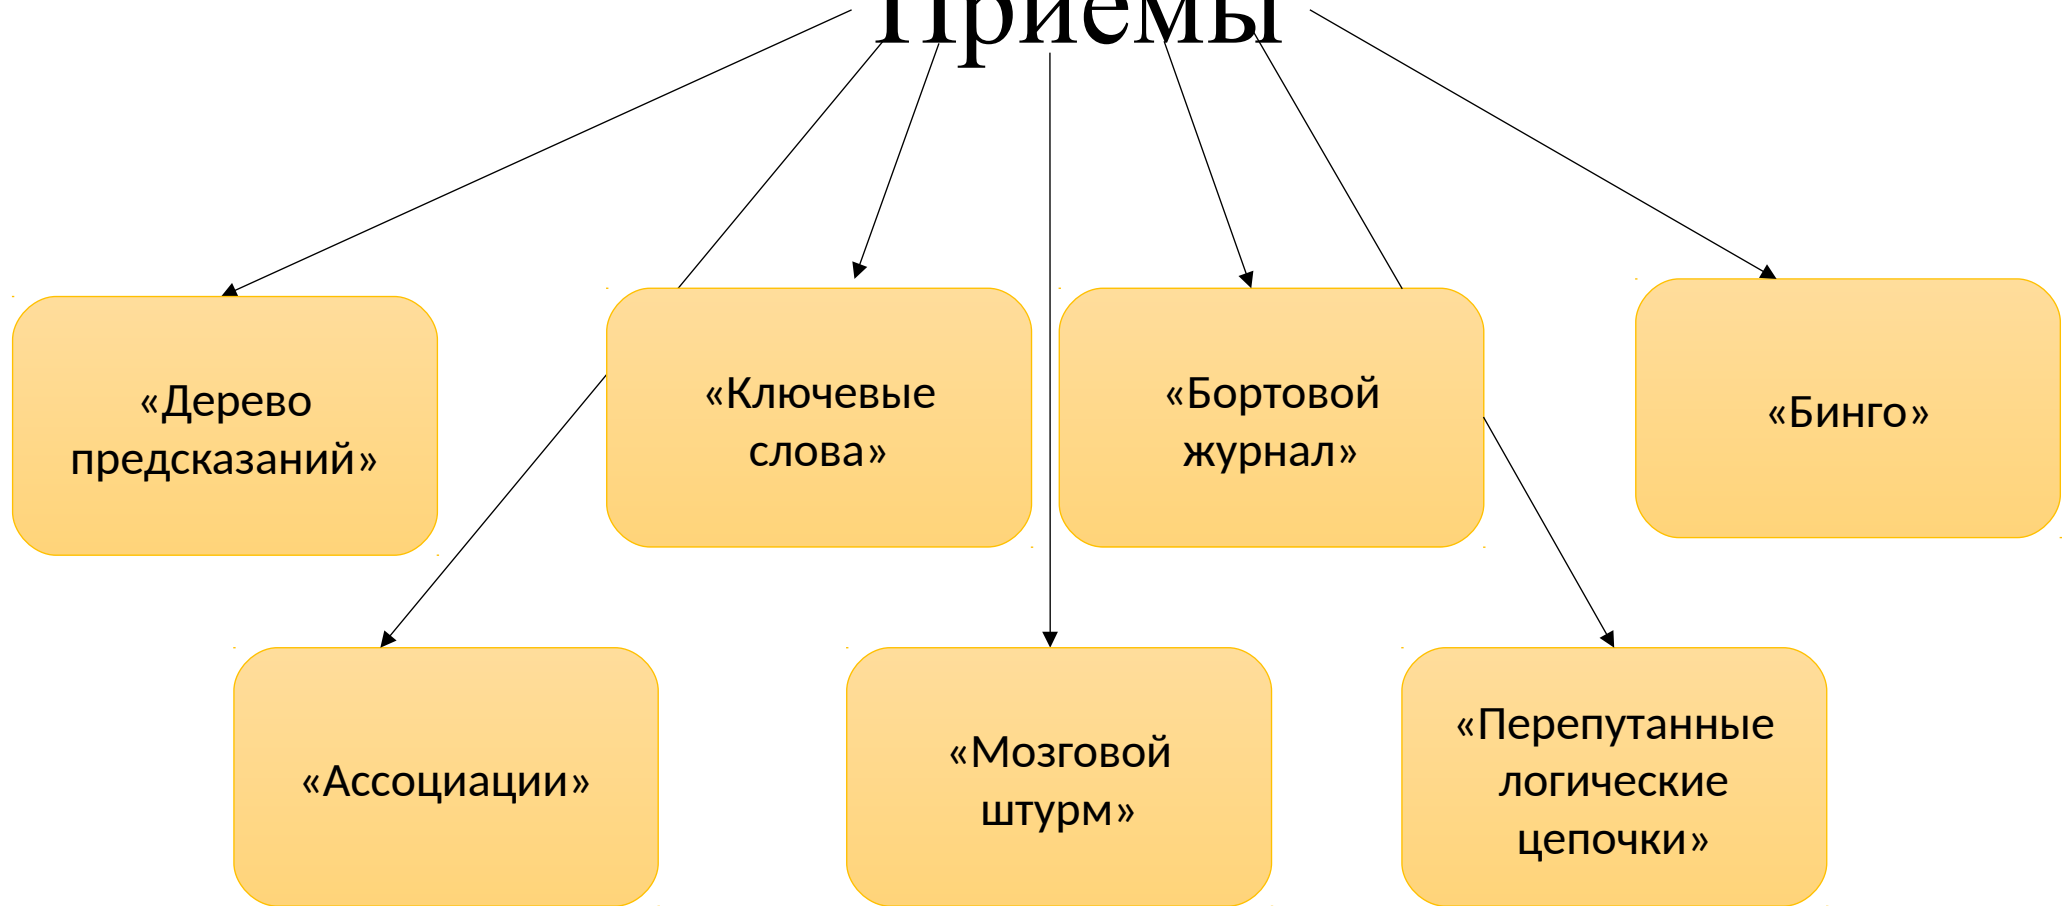 Приемы
«Дерево
предсказаний»
«Ключевые
слова»
«Бортовой
журнал»
«Бинго»
«Ассоциации»
«Мозговой
штурм»
«Перепутанные
логические
цепочки»